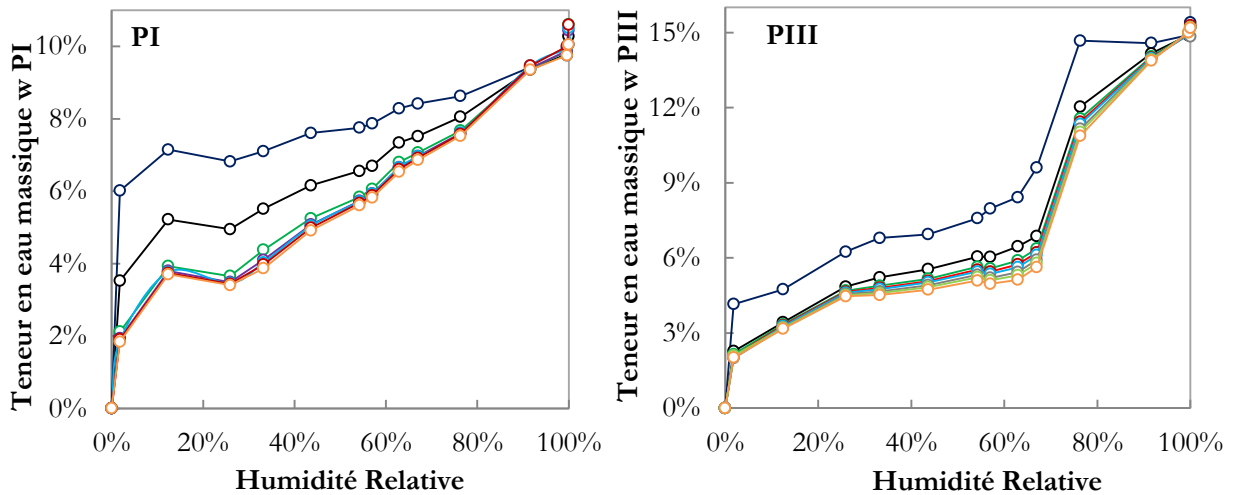 PI
Teneur en eau massique w PI
10%
8%
6%
4%
2%
0%
0% 20% 40% 60% 80% 100%
Humidité Relative
PIII
Teneur en eau massique w PIII
15%
12%
9%
6%
3%
0%
0% 20% 40% 60% 80% 100%
Humidité Relative